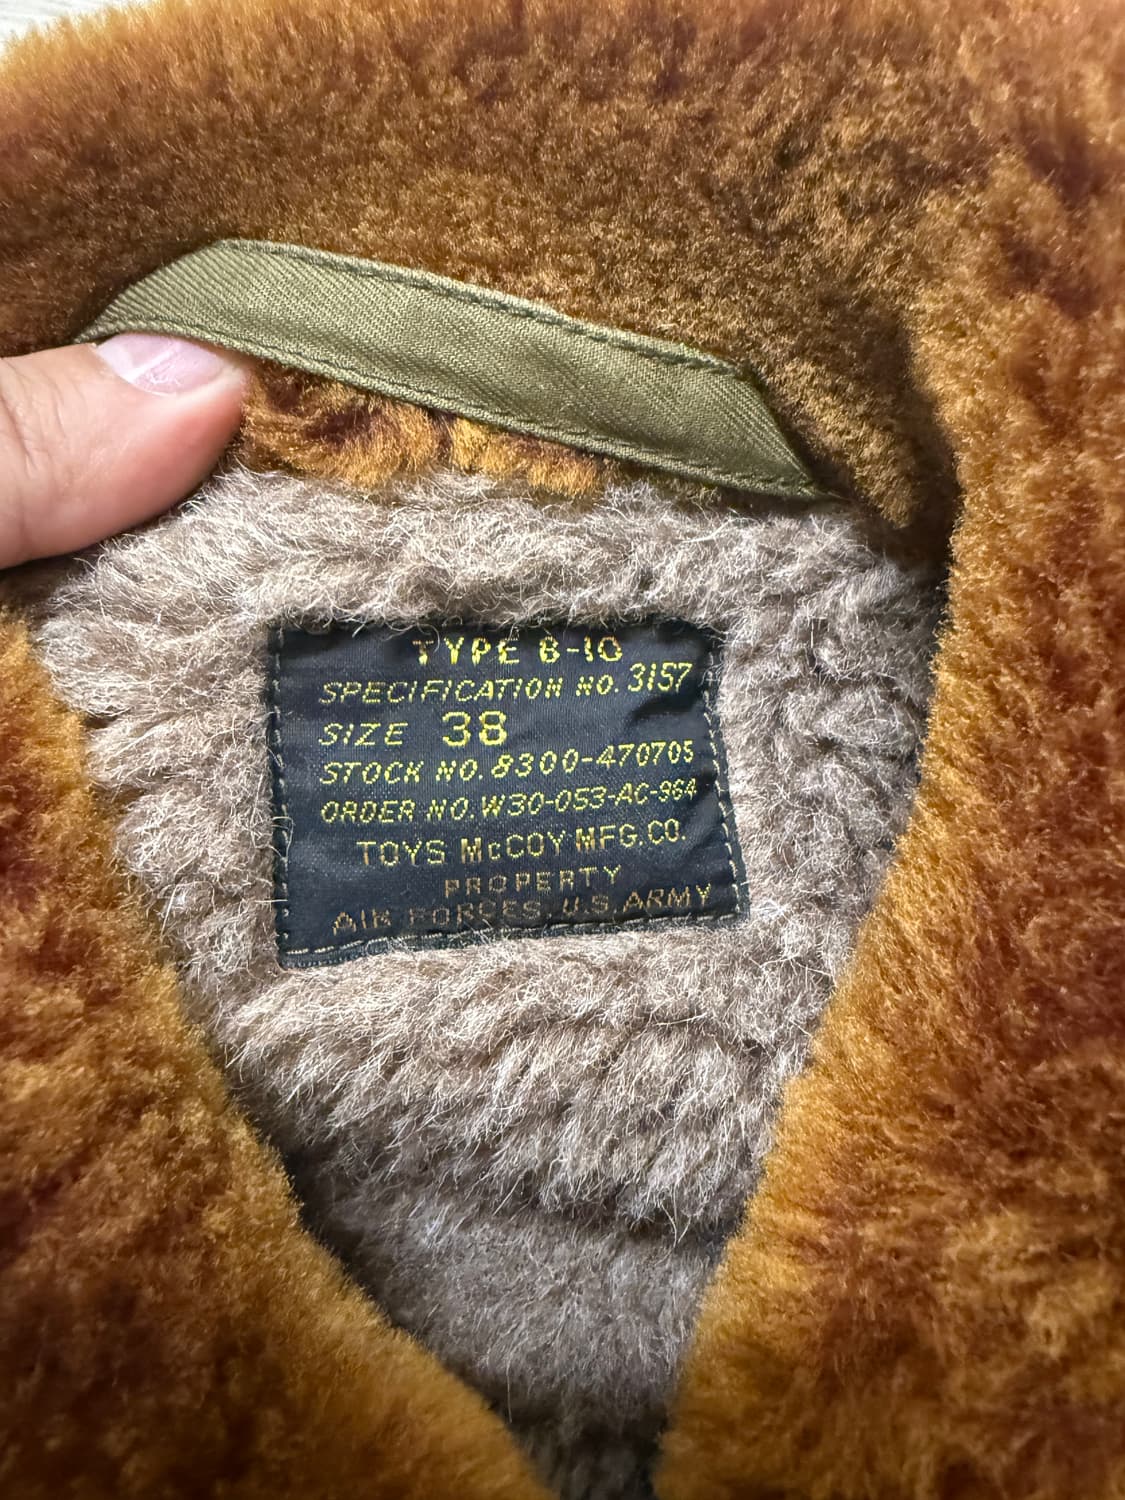 TYPE B-10
SPECIFICATION NO. 3157
SIZE 38
STOCK NO. 8300-470705
ORDER NO. W30-053-AC-964
TOYS McCOY MFG.CO.
PROPERTY
AIR FORCES, U.S. ARMY